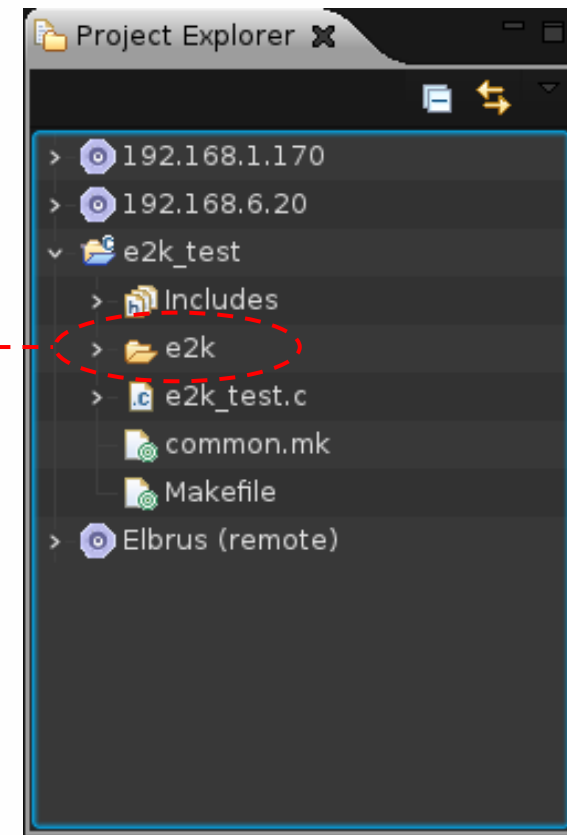 Project Explorer
192.168.1.170
192.168.6.20
e2k_test
Includes
e2k
e2k_test.c
common.mk
Makefile
Elbrus (remote)